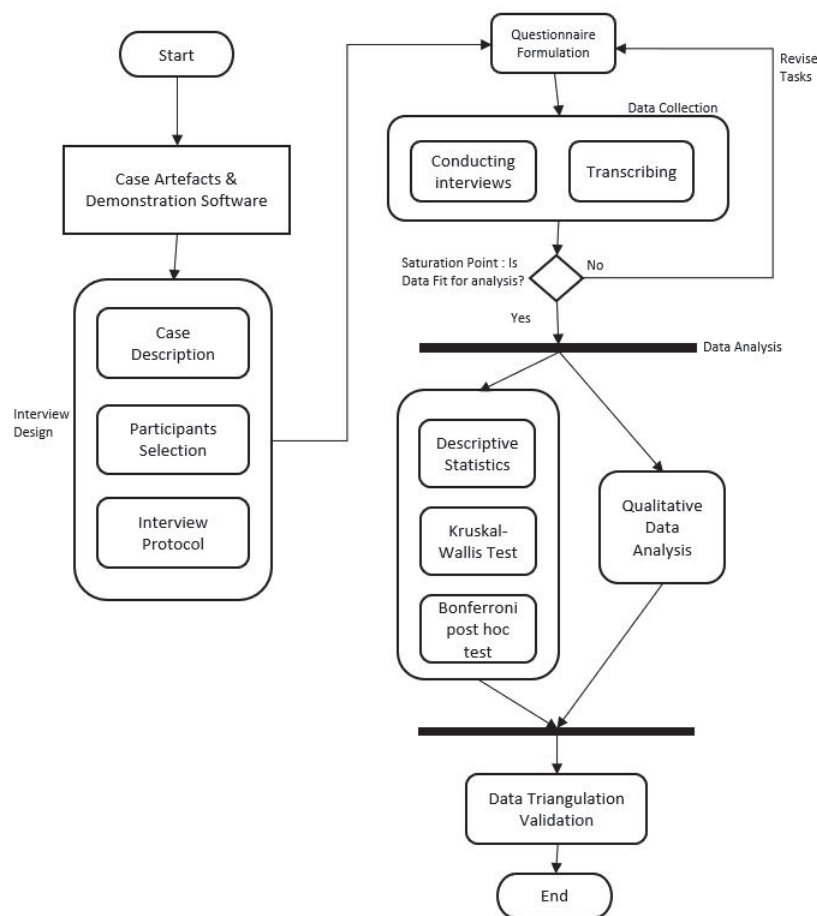 Start
Case Artefacts &
Demonstration Software
Interview
Design
Case
Description
Participants
Selection
Interview
Protocol
Questionnaire
Formulation
Revise
Tasks
Data Collection
Conducting
interviews
Transcribing
Saturation Point : Is
Data Fit for analysis?
No
Yes
Data Analysis
Descriptive
Statistics
Kruskal-
Wallis Test
Bonferroni
post hoc
test
Qualitative
Data
Analysis
Data Triangulation
Validation
End